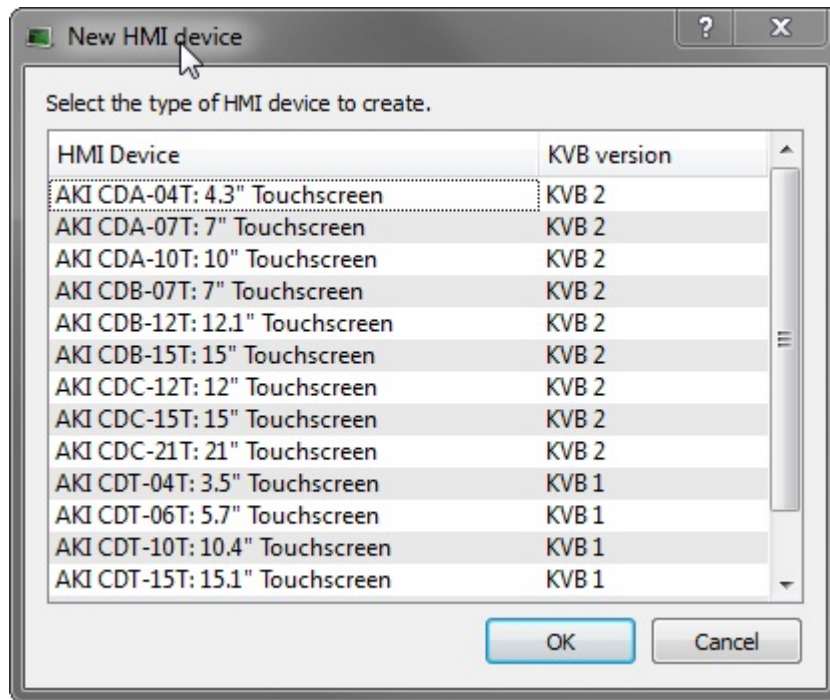 New HMI device
Select the type of HMI device to create.
HMI Device KVB version
AKI CDA-04T: 4.3" Touchscreen KVB 2
AKI CDA-07T: 7" Touchscreen KVB 2
AKI CDA-10T: 10" Touchscreen KVB 2
AKI CDB-07T: 7" Touchscreen KVB 2
AKI CDB-12T: 12.1" Touchscreen KVB 2
AKI CDB-15T: 15" Touchscreen KVB 2
AKI CDC-12T: 12" Touchscreen KVB 2
AKI CDC-15T: 15" Touchscreen KVB 2
AKI CDC-21T: 21" Touchscreen KVB 2
AKI CDT-04T: 3.5" Touchscreen KVB 1
AKI CDT-06T: 5.7" Touchscreen KVB 1
AKI CDT-10T: 10.4" Touchscreen KVB 1
AKI CDT-15T: 15.1" Touchscreen KVB 1
OK Cancel